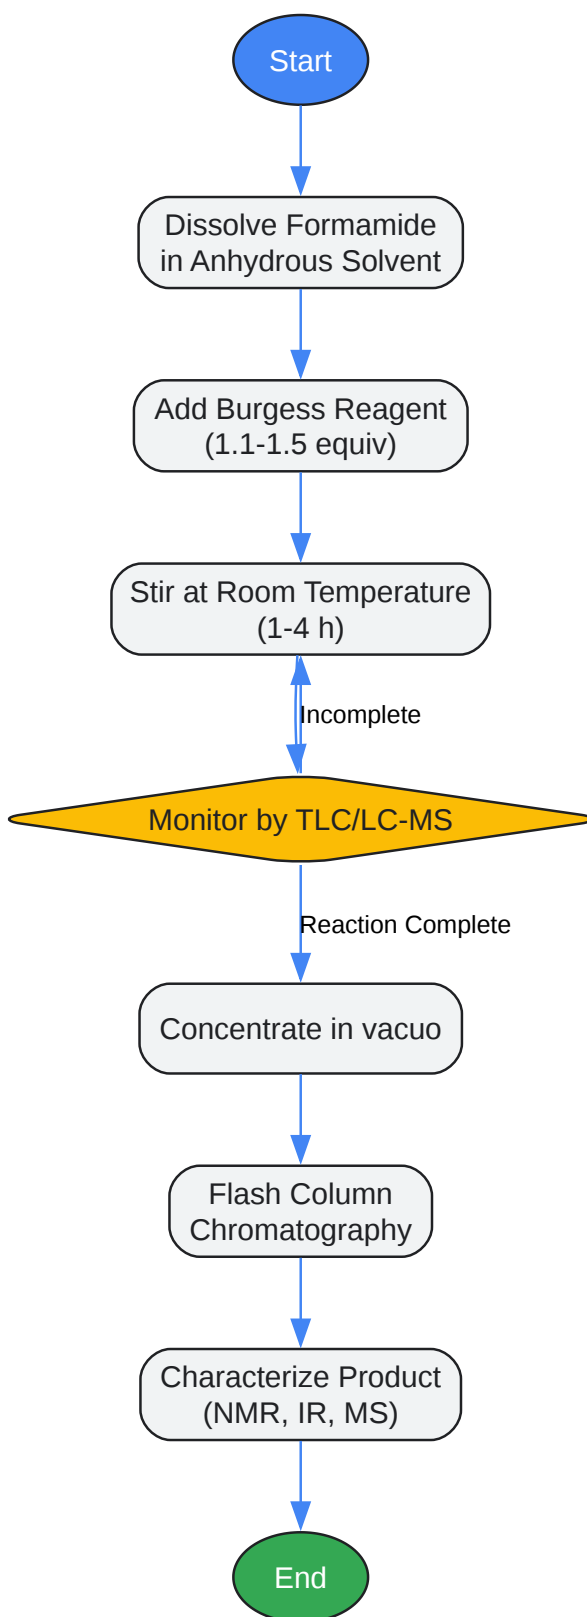 Start
Dissolve Formamide
in Anhydrous Solvent
Add Burgess Reagent
(1.1-1.5 equiv)
Stir at Room Temperature
(1-4 h)
Incomplete
Monitor by TLC/LC-MS
Reaction Complete
Concentrate in vacuo
Flash Column
Chromatography
Characterize Product
(NMR, IR, MS)
End